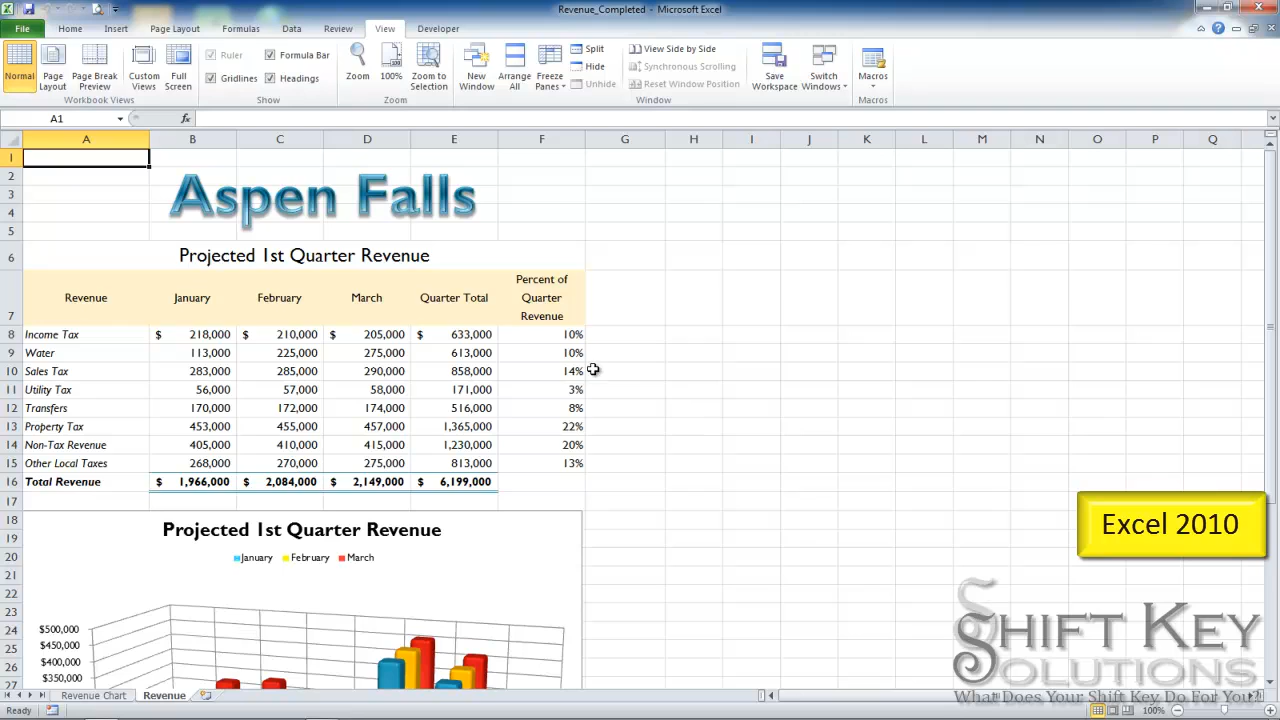 Revenue_Completed - Microsoft Excel
File Home Insert Page Layout Formulas Data Review View Developer
Normal Page Layout Page Break Preview Custom Views Full Screen
Workbook Views
Ruler Formula Bar
Gridlines Headings
Show
Zoom 100% Zoom to Selection
Zoom
New Window Arrange All Freeze Panes
Split
Hide
Unhide
View Side by Side
Synchronous Scrolling
Reset Window Position
Window
Save Workspace Switch Windows
Macros
Macros
A1 fx
A B C D E F G H I J K L M N O P Q
1
2
3 Aspen Falls
4
5
6 Projected 1st Quarter Revenue
7 Revenue January February March Quarter Total Percent of Quarter Revenue
8 Income Tax $ 218,000 $ 210,000 $ 205,000 $ 633,000 10%
9 Water 113,000 225,000 275,000 613,000 10%
10 Sales Tax 283,000 285,000 290,000 858,000 14%
11 Utility Tax 56,000 57,000 58,000 171,000 3%
12 Transfers 170,000 172,000 174,000 516,000 8%
13 Property Tax 453,000 455,000 457,000 1,365,000 22%
14 Non-Tax Revenue 405,000 410,000 415,000 1,230,000 20%
15 Other Local Taxes 268,000 270,000 275,000 813,000 13%
16 Total Revenue $ 1,966,000 $ 2,084,000 $ 2,149,000 $ 6,199,000
17
18 Projected 1st Quarter Revenue
19
20 January February March
21
22
23
24 $500,000
25 $450,000
26 $400,000
27 $350,000
Excel 2010
Shift Key
Solutions
What Does Your Shift Key Do For You?
Revenue Chart Revenue
Ready 100%